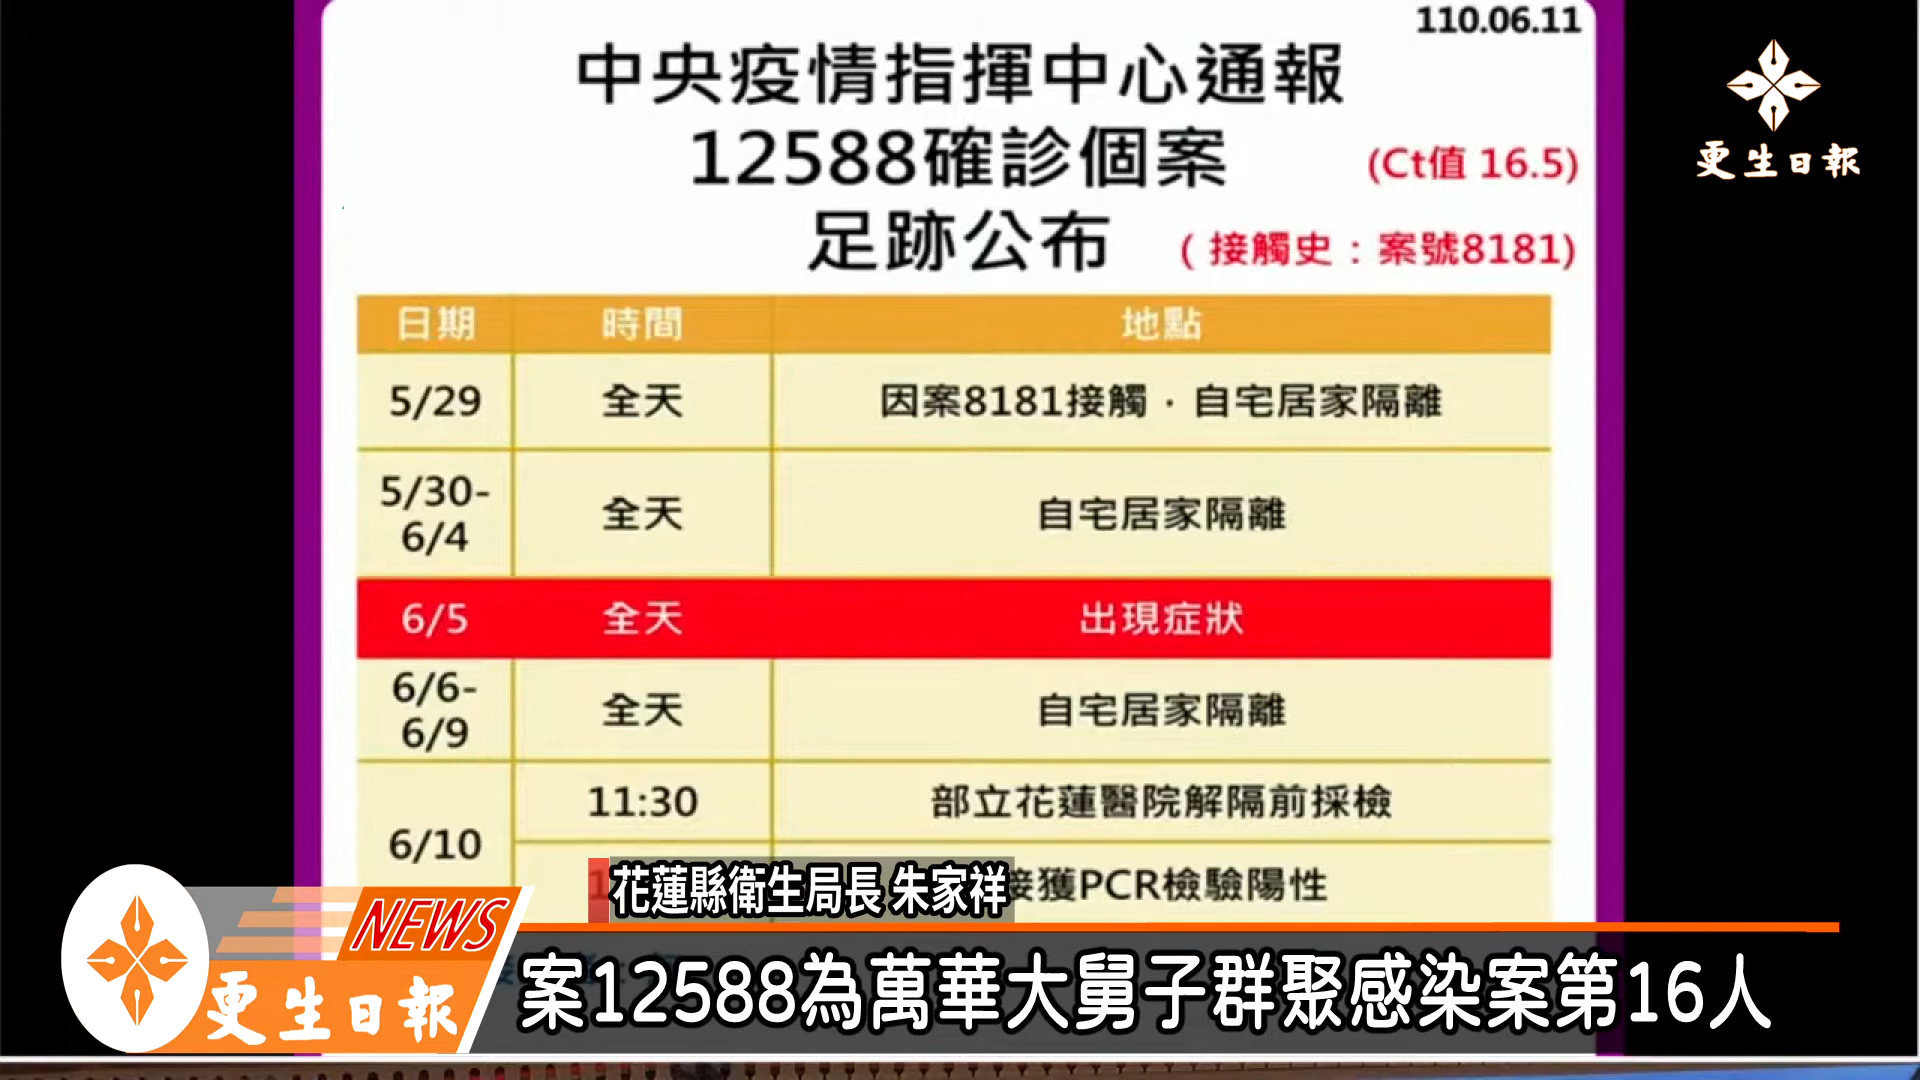 110.06.11
中央疫情指揮中心通報
12588確診個案
(Ct值 16.5)
足跡公布
( 接觸史：案號8181)
更生日報
日期 時間 地點
5/29 全天 因案8181接觸，自宅居家隔離
5/30-
6/4 全天 自宅居家隔離
6/5 全天 出現症狀
6/6-
6/9 全天 自宅居家隔離
6/10 11:30 部立花蓮醫院解隔前採檢
接獲PCR檢驗陽性
花蓮縣衛生局長 朱家祥
NEWS
更生日報
案12588為萬華大舅子群聚感染案第16人